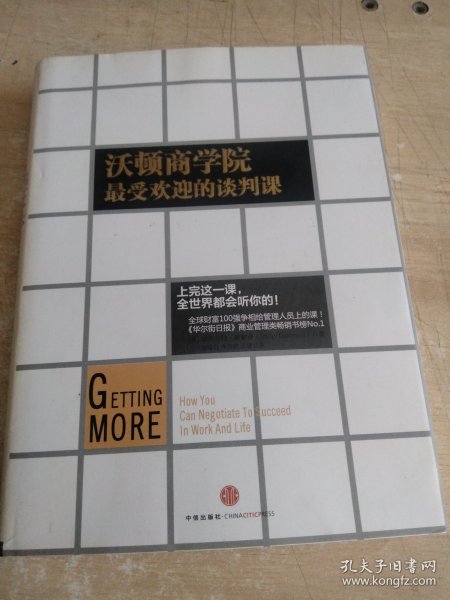 沃顿商学院
最受欢迎的谈判课
上完这一课，
全世界都会听你的！
全球财富100强争相给管理人员上的课！
《华尔街日报》商业管理类畅销书榜No.1
GETTING
MORE
How You
Can Negotiate To Succeed
In Work And Life
中信出版社·CHINACITICPRESS
孔夫子旧书网
www.kongfz.com